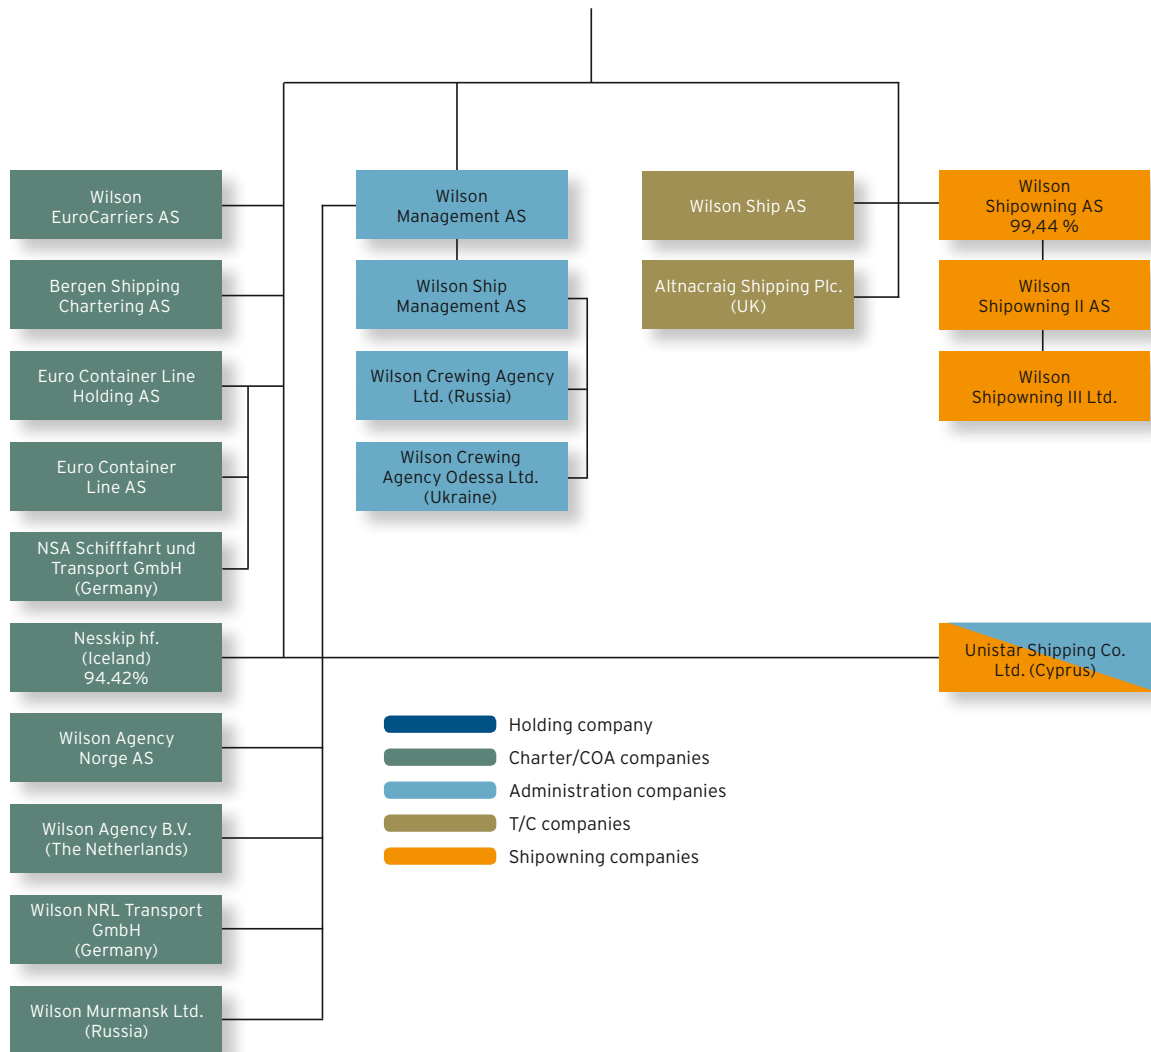 Wilson
EuroCarriers AS
Bergen Shipping
Chartering AS
Euro Container Line
Holding AS
Euro Container
Line AS
NSA Schifffahrt und
Transport GmbH
(Germany)
Nesskip hf.
(Iceland)
94.42%
Wilson Agency
Norge AS
Wilson Agency B.V.
(The Netherlands)
Wilson NRL Transport
GmbH
(Germany)
Wilson Murmansk Ltd.
(Russia)
Wilson
Management AS
Wilson Ship
Management AS
Wilson Crewing Agency
Ltd. (Russia)
Wilson Crewing
Agency Odessa Ltd.
(Ukraine)
Wilson Ship AS
Altnacraig Shipping Plc.
(UK)
Wilson
Shipowning AS
99,44 %
Wilson
Shipowning II AS
Wilson
Shipowning III Ltd.
Unistar Shipping Co.
Ltd. (Cyprus)
Holding company
Charter/COA companies
Administration companies
T/C companies
Shipowning companies